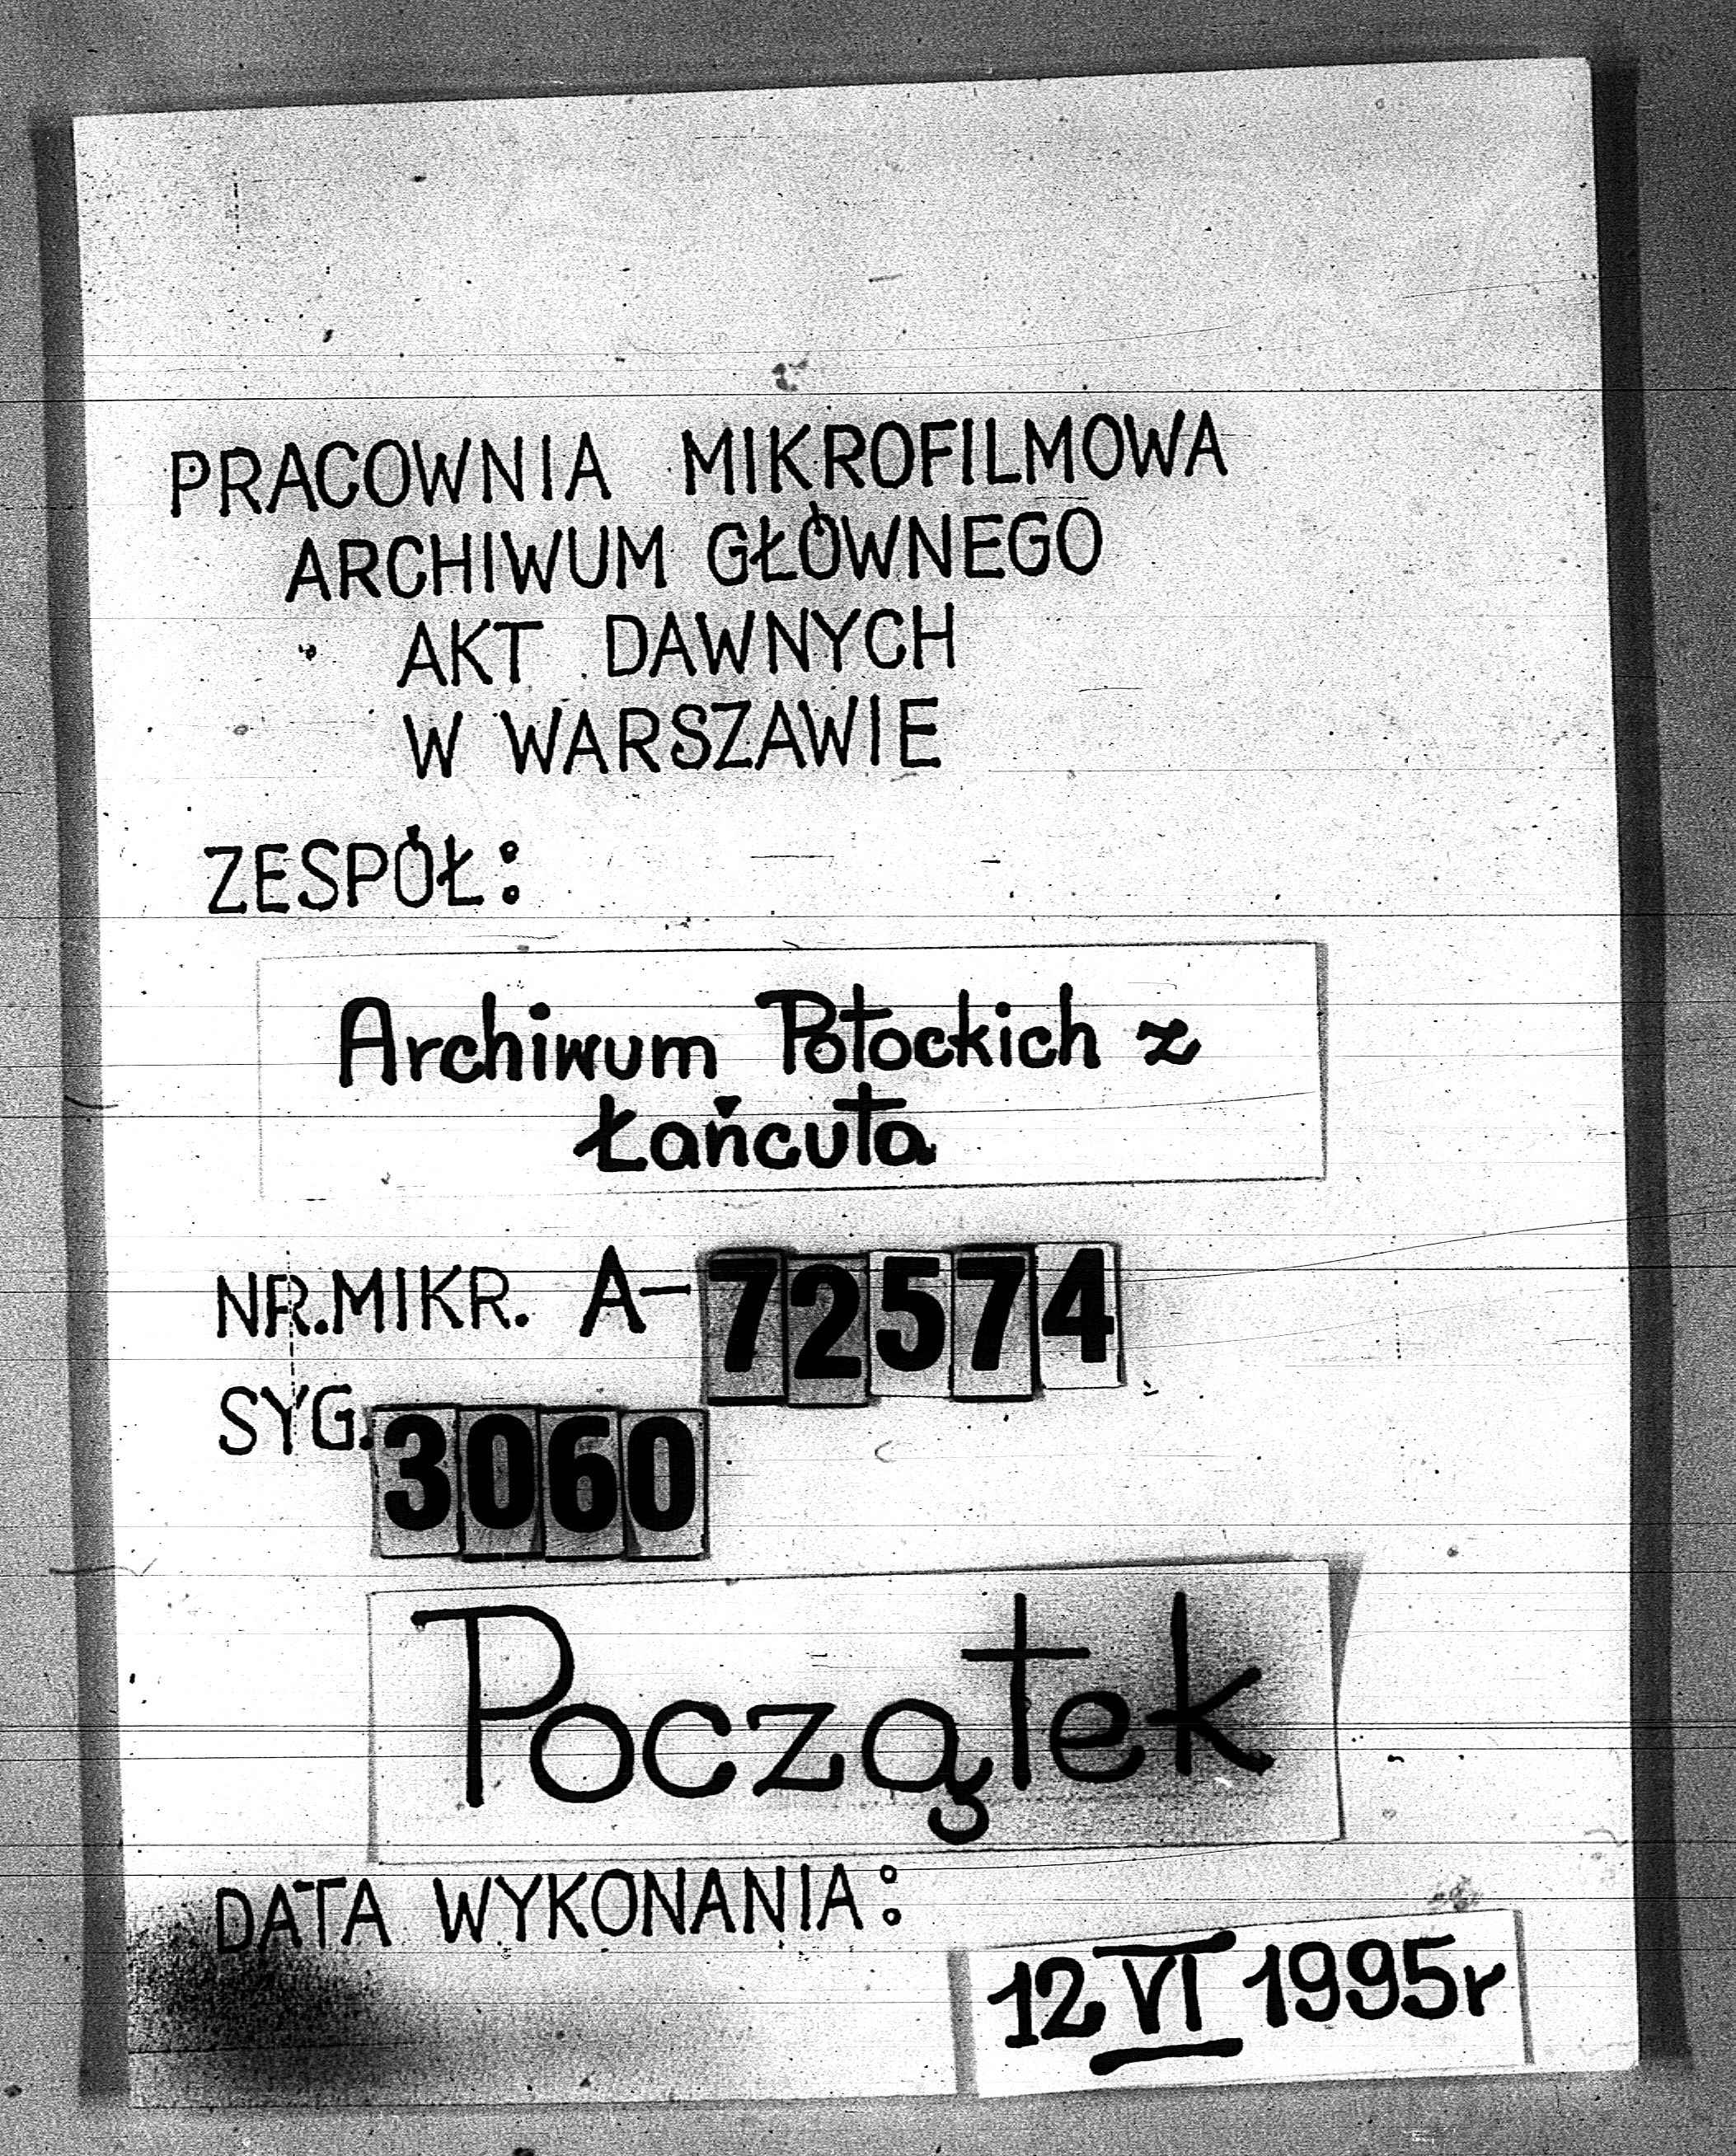 PRACOWNIA MIKROFILMOWA
ARCHIWUM GŁÓWNEGO
AKT DAWNYCH
W WARSZAWIE
ZESPÓŁ:
Archiwum Potockich z
Łańcuta
NR.MIKR. A-72574
SYG. 3060
Początek
DATA WYKONANIA:
12 VI 1995r